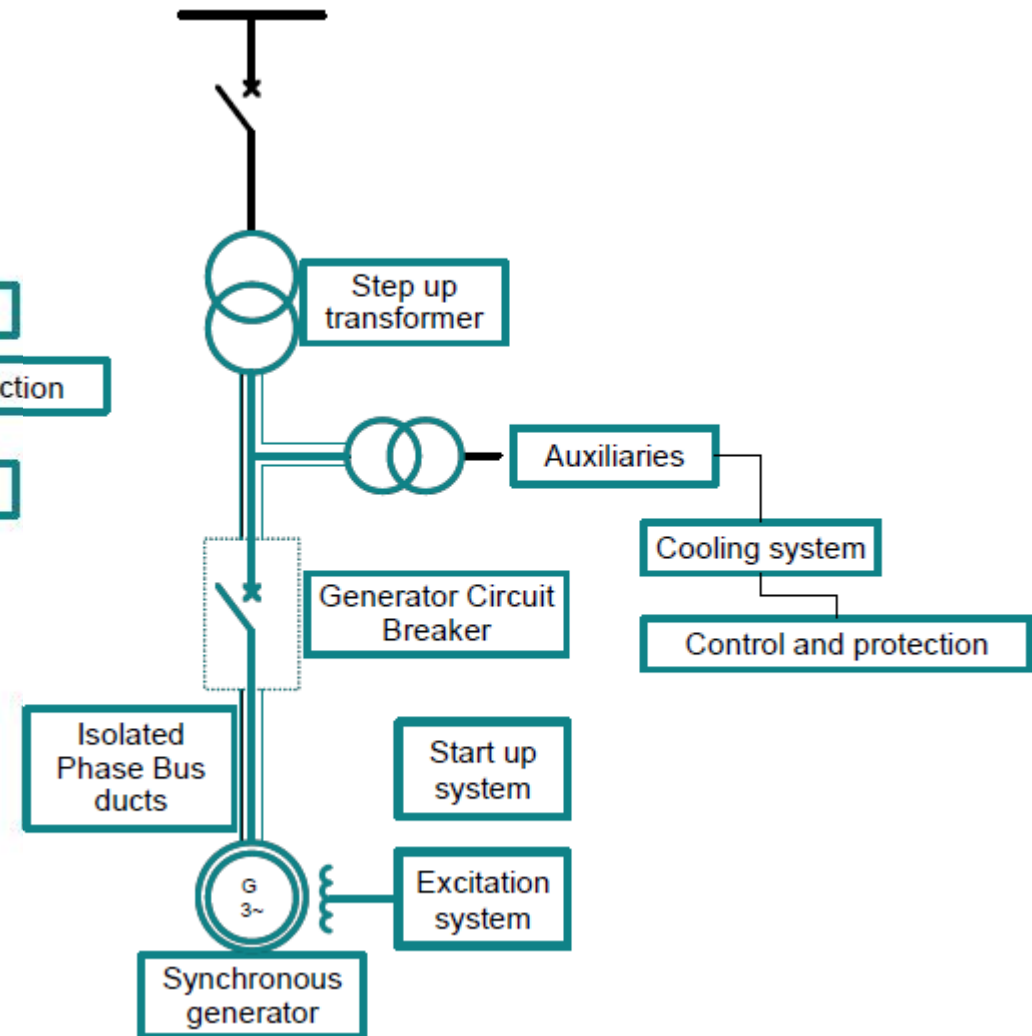 Step up
transformer
ction
Auxiliaries
Cooling system
Generator Circuit
Breaker
Control and protection
Isolated
Phase Bus
ducts
Start up
system
G
3~
Excitation
system
Synchronous
generator